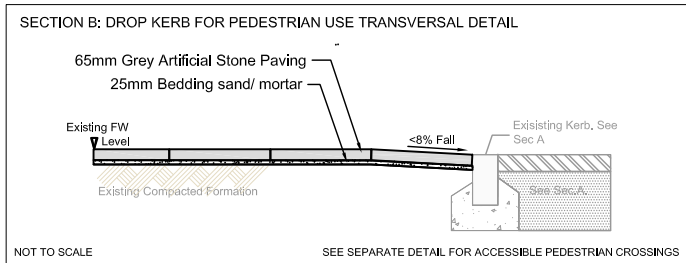 SECTION B: DROP KERB FOR PEDESTRIAN USE TRANSVERSAL DETAIL
65mm Grey Artificial Stone Paving
25mm Bedding sand/ mortar
Existing FW
Level
<8% Fall
Exisisting Kerb, See
Sec A
Existing Compacted Formation
See Sec A.
NOT TO SCALE
SEE SEPARATE DETAIL FOR ACCESSIBLE PEDESTRIAN CROSSINGS